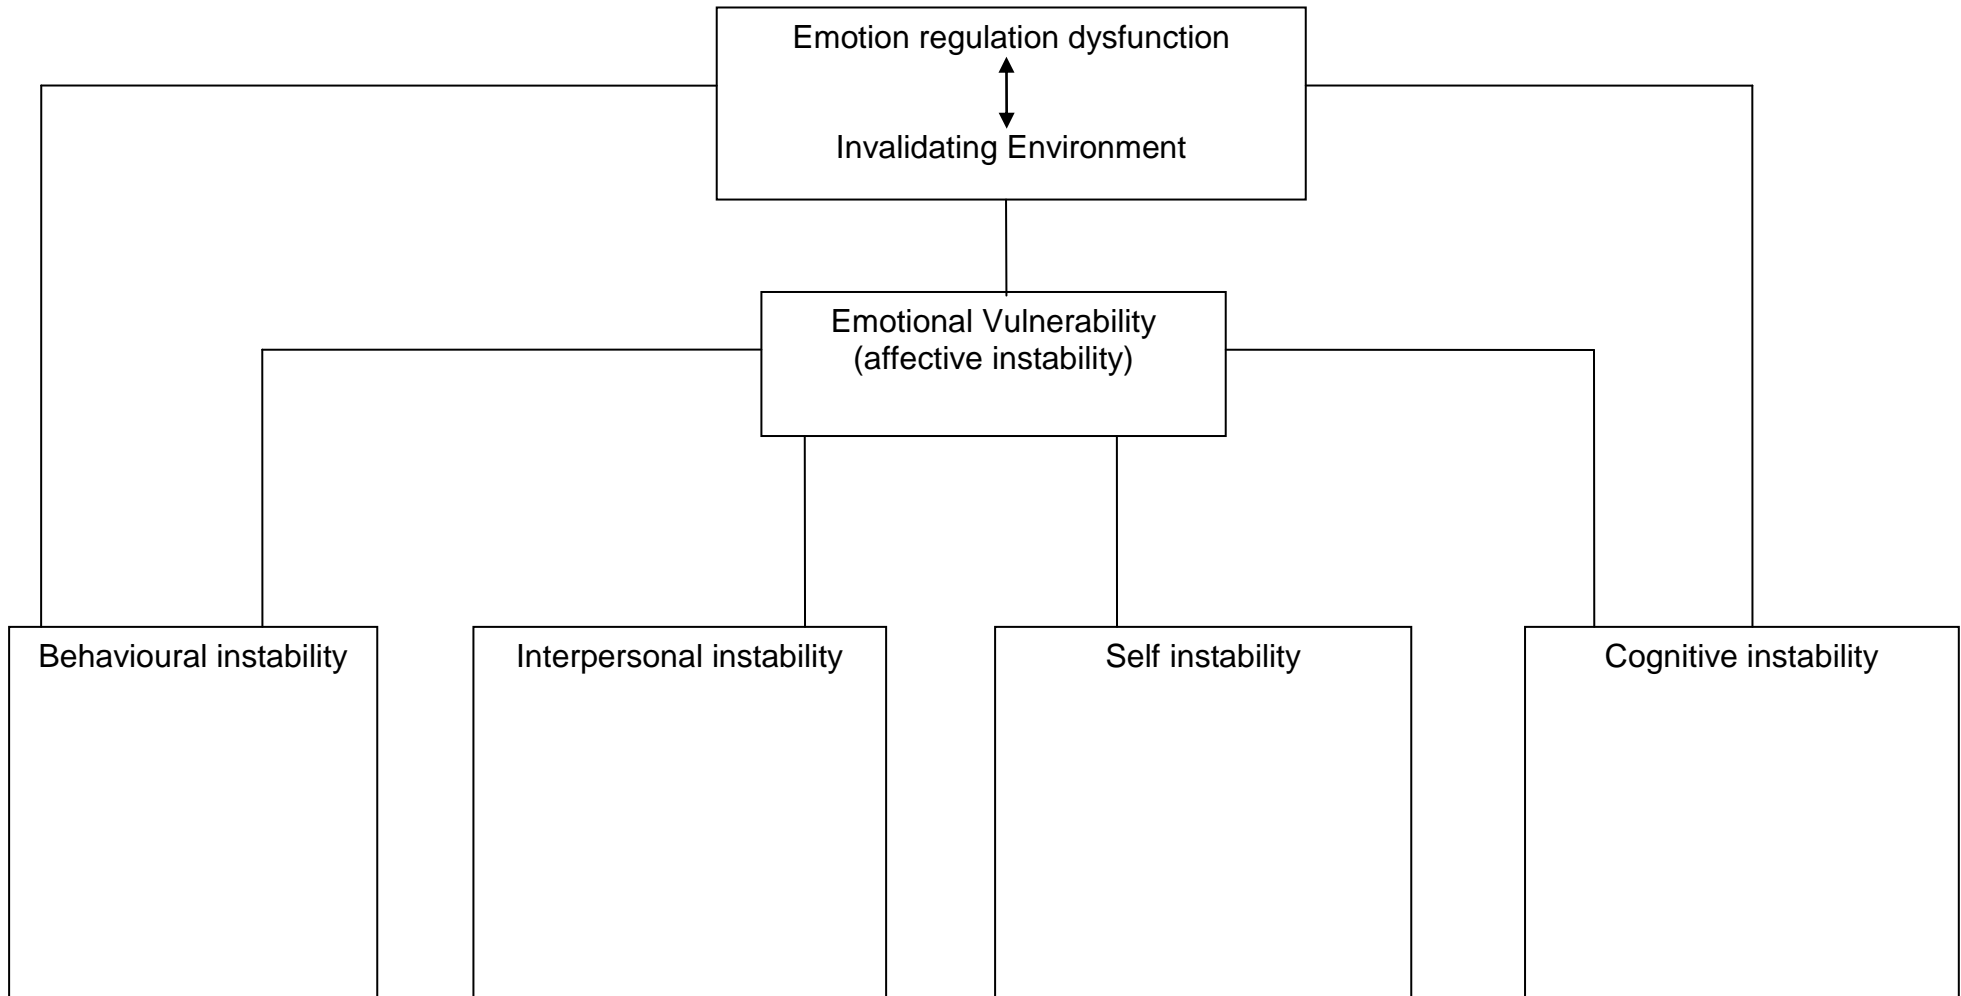 Emotion regulation dysfunction
Invalidating Environment
Emotional Vulnerability
(affective instability)
Behavioural instability
Interpersonal instability
Self instability
Cognitive instability